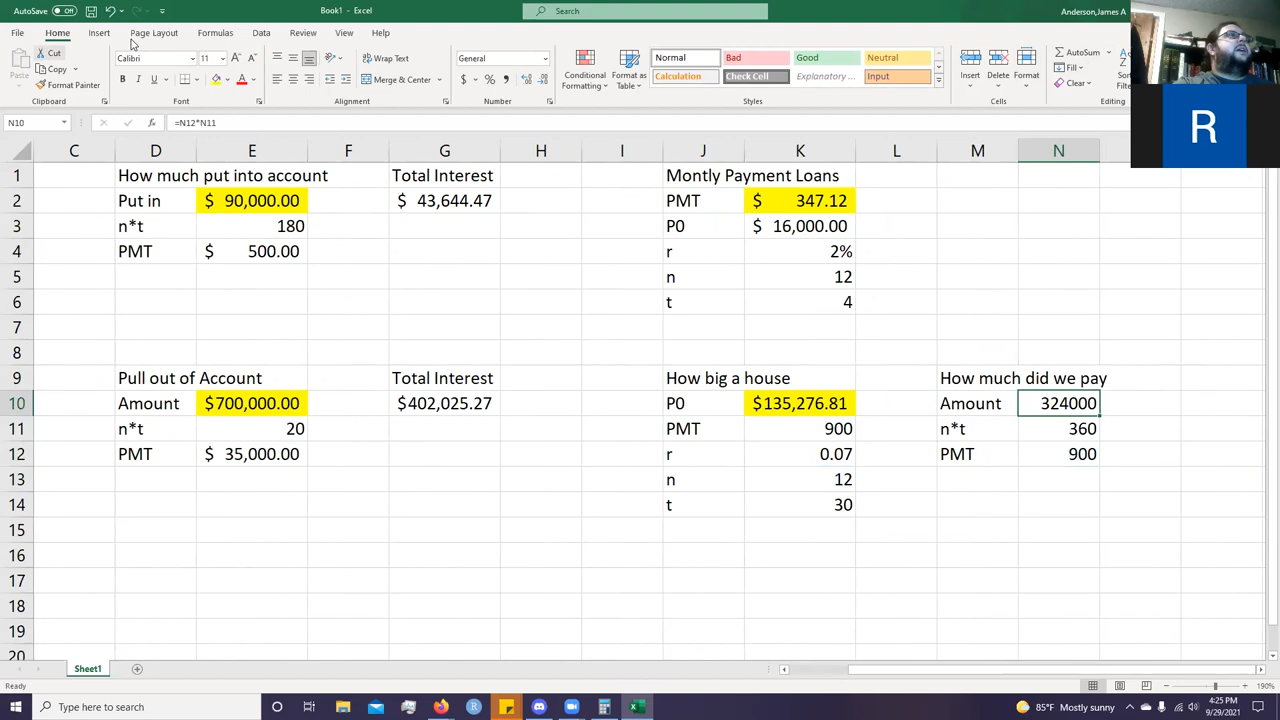 AutoSave Off
Book1 - Excel
Search
Anderson,James A
File Home Insert Page Layout Formulas Data Review View Help
Cut
Copy
Format Painter
Paste
Clipboard
Calibri 11
B I U
Font
Wrap Text
Merge & Center
Alignment
General
$ % 9
Number
Conditional Formatting
Format as Table
Normal Bad Good Neutral
Calculation Check Cell Explanatory ... Input
Styles
Insert Delete Format
Cells
AutoSum
Fill
Clear
Sort
Filter
Editing
R
N10 fx =N12*N11
C D E F G H I J K L M N
1 How much put into account Total Interest Montly Payment Loans
2 Put in $ 90,000.00 $ 43,644.47 PMT $ 347.12
3 n*t 180 P0 $ 16,000.00
4 PMT $ 500.00 r 2%
5 n 12
6 t 4
7
8
9 Pull out of Account Total Interest How big a house How much did we pay
10 Amount $700,000.00 $402,025.27 P0 $135,276.81 Amount 324000
11 n*t 20 PMT 900 n*t 360
12 PMT $ 35,000.00 r 0.07 PMT 900
13 n 12
14 t 30
15
16
17
18
19
20
Sheet1
Ready
190%
Type here to search
85°F Mostly Sunny
4:25 PM
9/29/2021